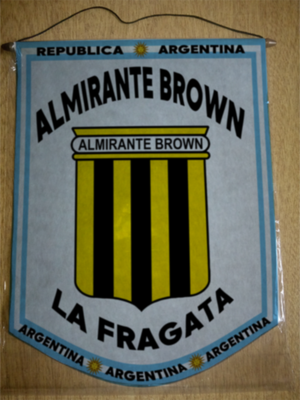 REPUBLICA ARGENTINA
ALMIRANTE BROWN
ALMIRANTE BROWN
LA FRAGATA
ARGENTINA ARGENTINA ARGENTINA